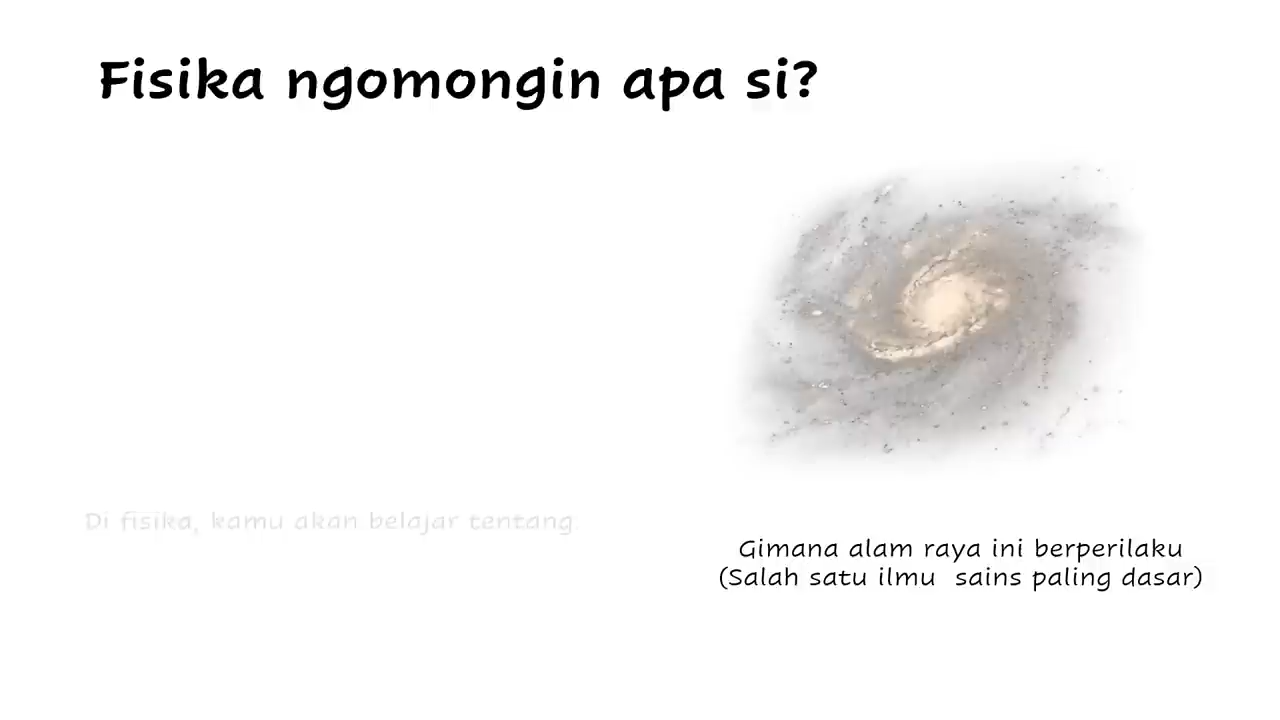 Fisika ngomongin apa si?
Di fisika, kamu akan belajar tentang.
Gimana alam raya ini berperilaku
(Salah satu ilmu sains paling dasar)